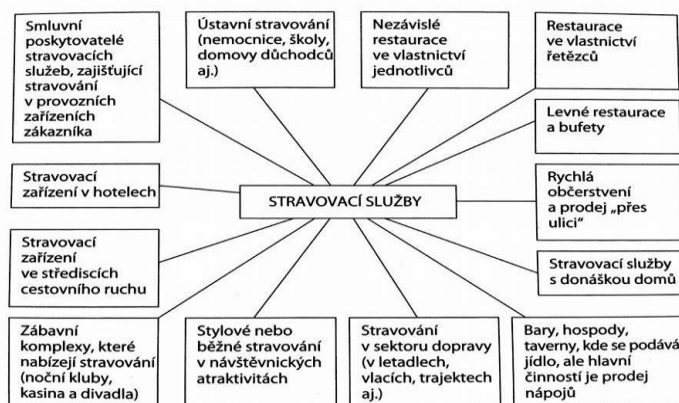 Smluvní
poskytovatelé
stravovacích
služeb, zajišťující
stravování
v provozních
zařízeních
zákazníka
Ústavní stravování
(nemocnice, školy,
domovy důchodců
aj.)
Nezávislé
restaurace
ve vlastnictví
jednotlivců
Restaurace
ve vlastnictví
řetězců
Levné restaurace
a bufety
Stravovací
zařízení v hotelech
STRAVOVACÍ SLUŽBY
Rychlá
občerstvení
a prodej „přes
ulici“
Stravovací
zařízení
ve střediscích
cestovního ruchu
Stravovací služby
s donáškou domů
Zábavní
komplexy, které
nabízejí stravování
(noční kluby,
kasina a divadla)
Stylové nebo
běžné stravování
v návštěvnických
atraktivitách
Stravování
v sektoru dopravy
(v letadlech,
vlacích, trajektech
aj.)
Bary, hospody,
taverny, kde se podává
jídlo, ale hlavní
činností je prodej
nápojů